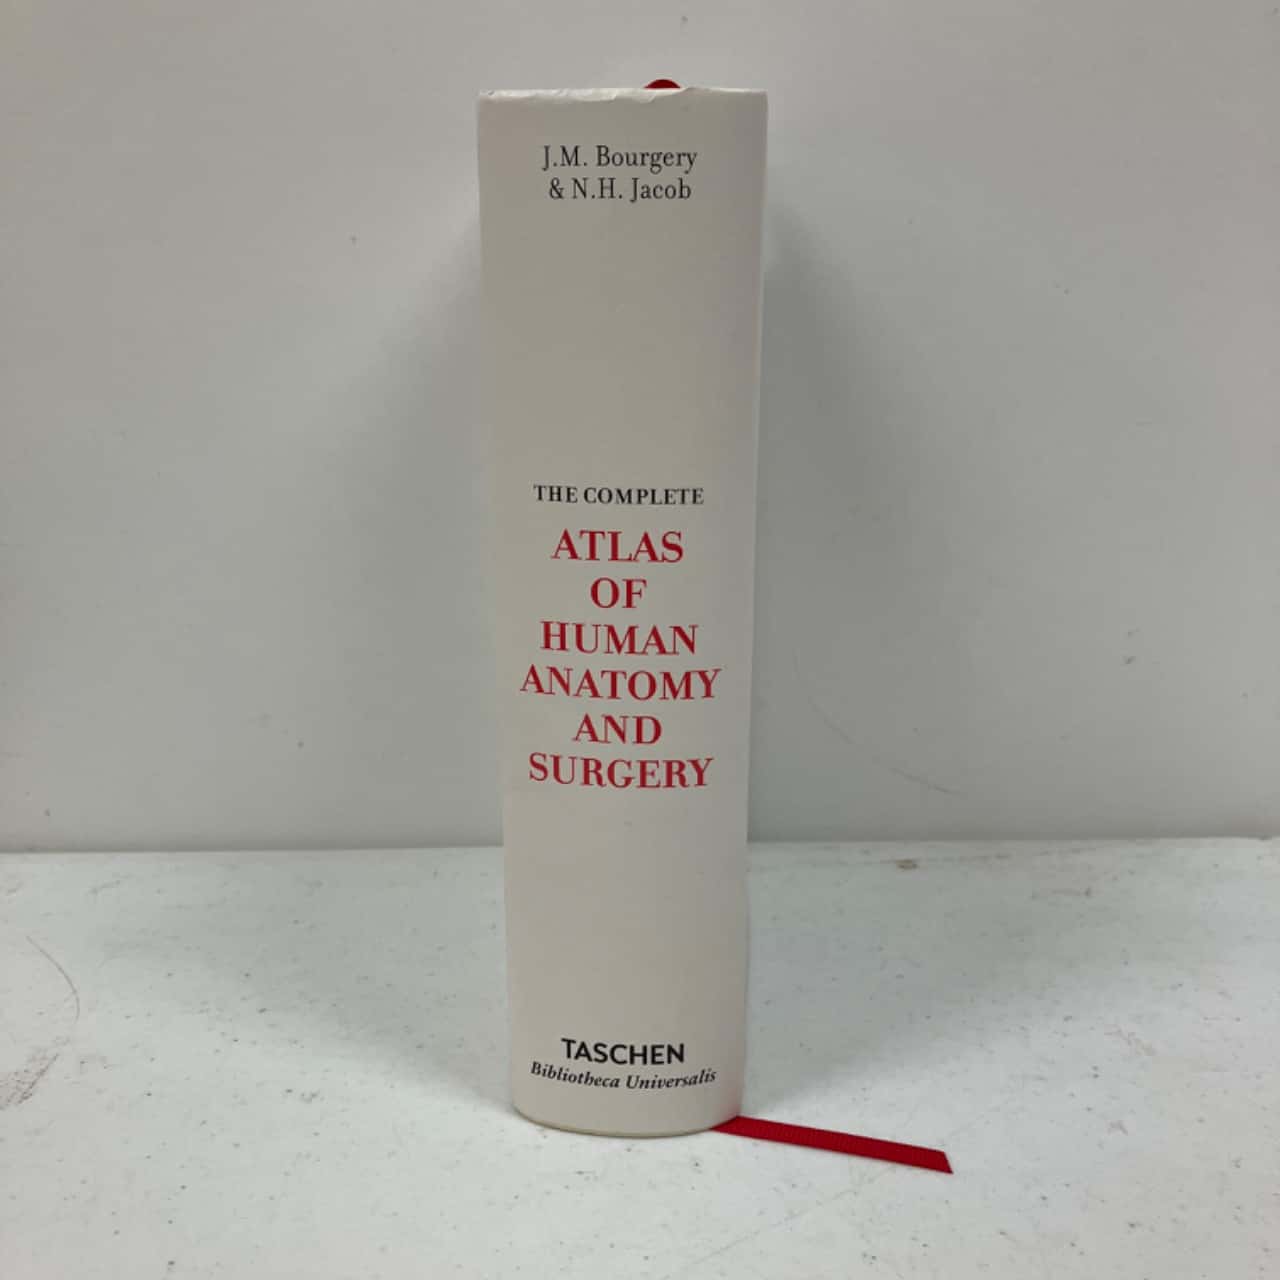 J.M. Bourgery
& N.H. Jacob
THE COMPLETE
ATLAS
OF
HUMAN
ANATOMY
AND
SURGERY
TASCHEN
Bibliotheca Universalis